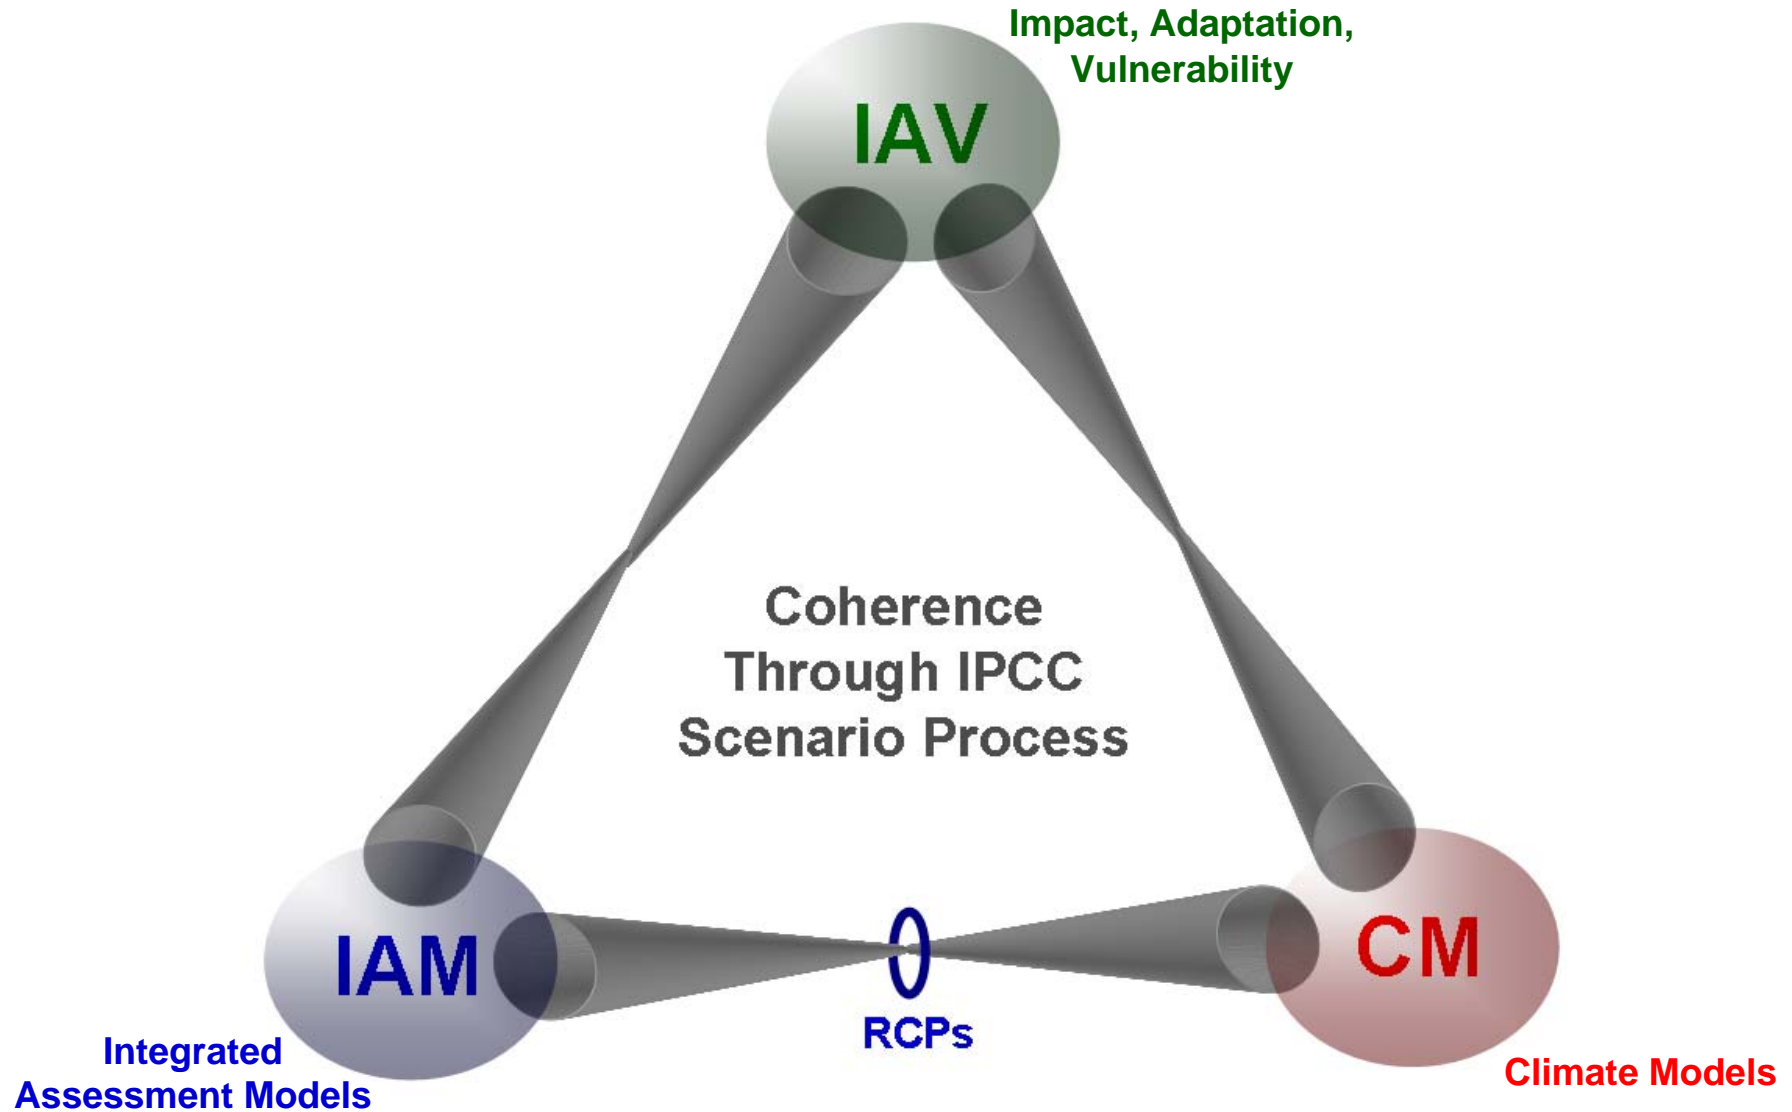 Impact, Adaptation,
Vulnerability
IAV
Coherence
Through IPCC
Scenario Process
IAM
CM
RCPs
Integrated
Assessment Models
Climate Models